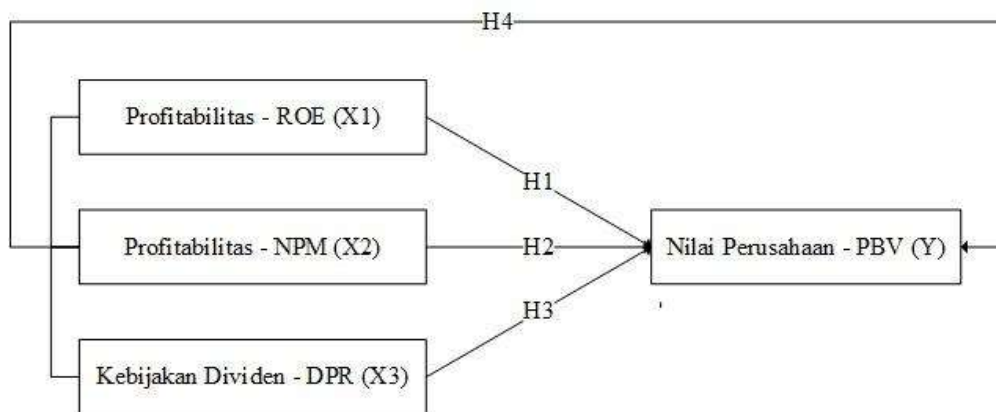 H4
Profitabilitas - ROE (X1)
H1
Profitabilitas - NPM (X2)
H2
Nilai Perusahaan - PBV (Y)
H3
Kebijakan Dividen - DPR (X3)